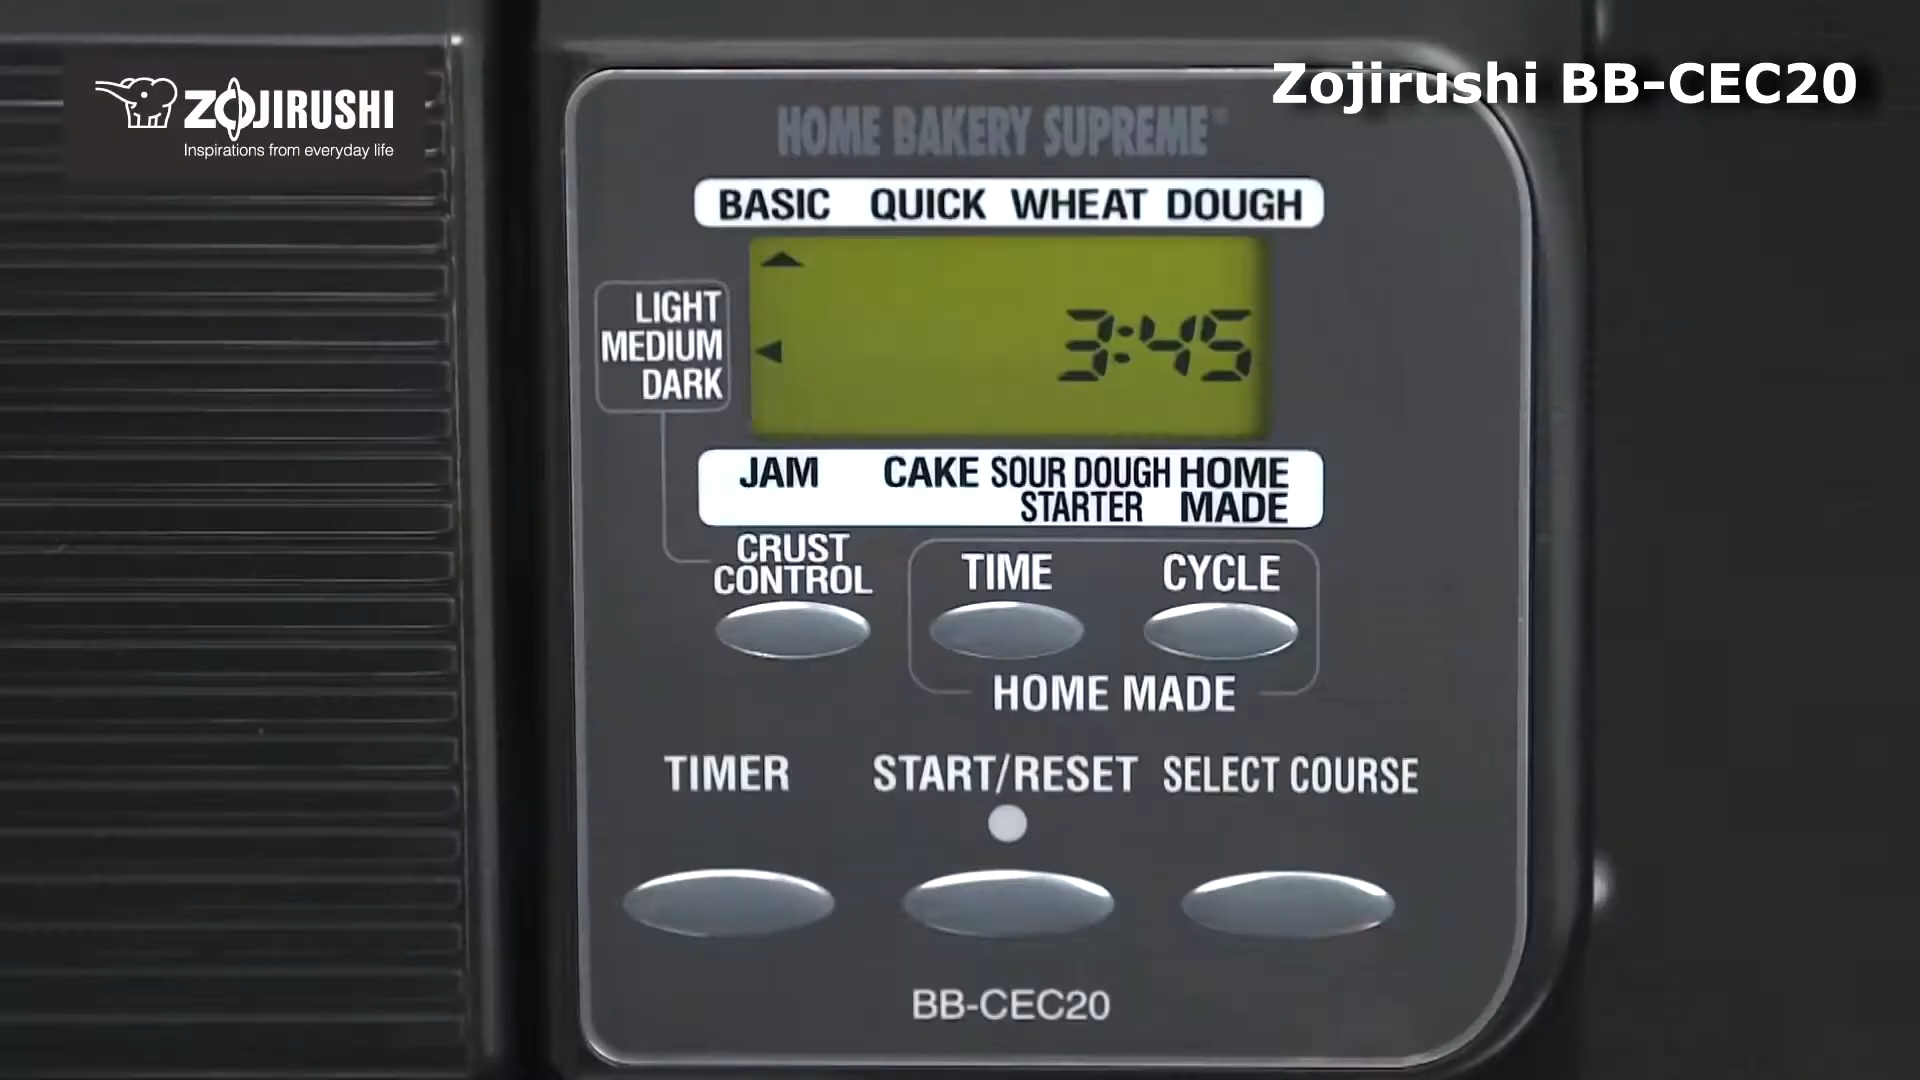 Zojirushi BB-CEC20
ZOJIRUSHI
Inspirations from everyday life
HOME BAKERY SUPREME™
BASIC QUICK WHEAT DOUGH
LIGHT
MEDIUM
DARK
3:45
JAM CAKE SOUR DOUGH STARTER HOME MADE
CRUST
CONTROL
TIME CYCLE
HOME MADE
TIMER START/RESET SELECT COURSE
BB-CEC20